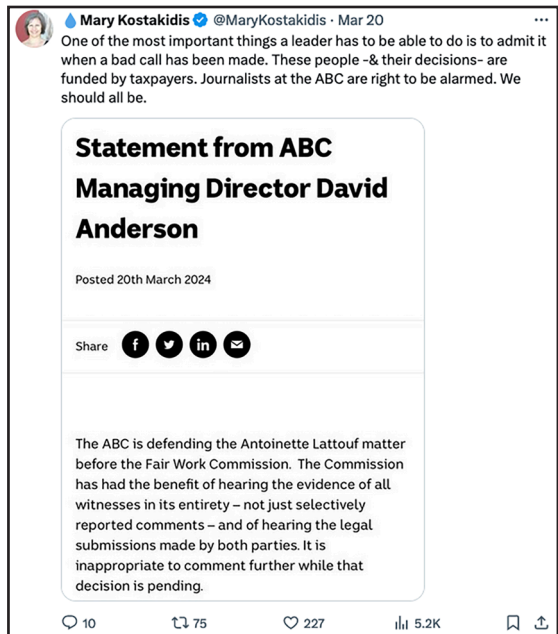 Mary Kostakidis @MaryKostakidis · Mar 20
One of the most important things a leader has to be able to do is to admit it
when a bad call has been made. These people -& their decisions- are
funded by taxpayers. Journalists at the ABC are right to be alarmed. We
should all be.
Statement from ABC
Managing Director David
Anderson
Posted 20th March 2024
Share
The ABC is defending the Antoinette Lattouf matter
before the Fair Work Commission. The Commission
has had the benefit of hearing the evidence of all
witnesses in its entirety – not just selectively
reported comments – and of hearing the legal
submissions made by both parties. It is
inappropriate to comment further while that
decision is pending.
10 75 227 5.2K